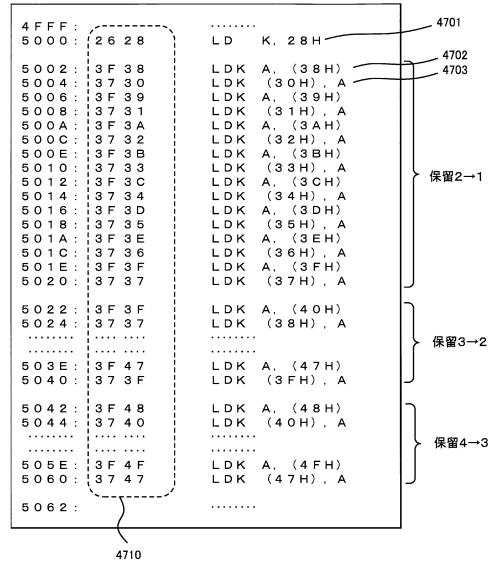 4FFF: ........
5000: 2628 LD K, 28H 4701
5002: 3F38 LDK A, (38H) 4702
5004: 3730 LDK (30H), A 4703
5006: 3F39 LDK A, (39H)
5008: 3731 LDK (31H), A
500A: 3F3A LDK A, (3AH)
500C: 3732 LDK (32H), A
500E: 3F3B LDK A, (3BH)
5010: 3733 LDK (33H), A
5012: 3F3C LDK A, (3CH)
5014: 3734 LDK (34H), A
5016: 3F3D LDK A, (3DH)
5018: 3735 LDK (35H), A
501A: 3F3E LDK A, (3EH)
501C: 3736 LDK (36H), A
501E: 3F3F LDK A, (3FH)
5020: 3737 LDK (37H), A
保留2→1
5022: 3F3F LDK A, (40H)
5024: 3737 LDK (38H), A
........ ........ ........
........ ........ ........
503E: 3F47 LDK A, (47H)
5040: 373F LDK (3FH), A
保留3→2
5042: 3F48 LDK A, (48H)
5044: 3740 LDK (40H), A
........ ........ ........
........ ........ ........
505E: 3F4F LDK A, (4FH)
5060: 3747 LDK (47H), A
保留4→3
5062: ........
4710